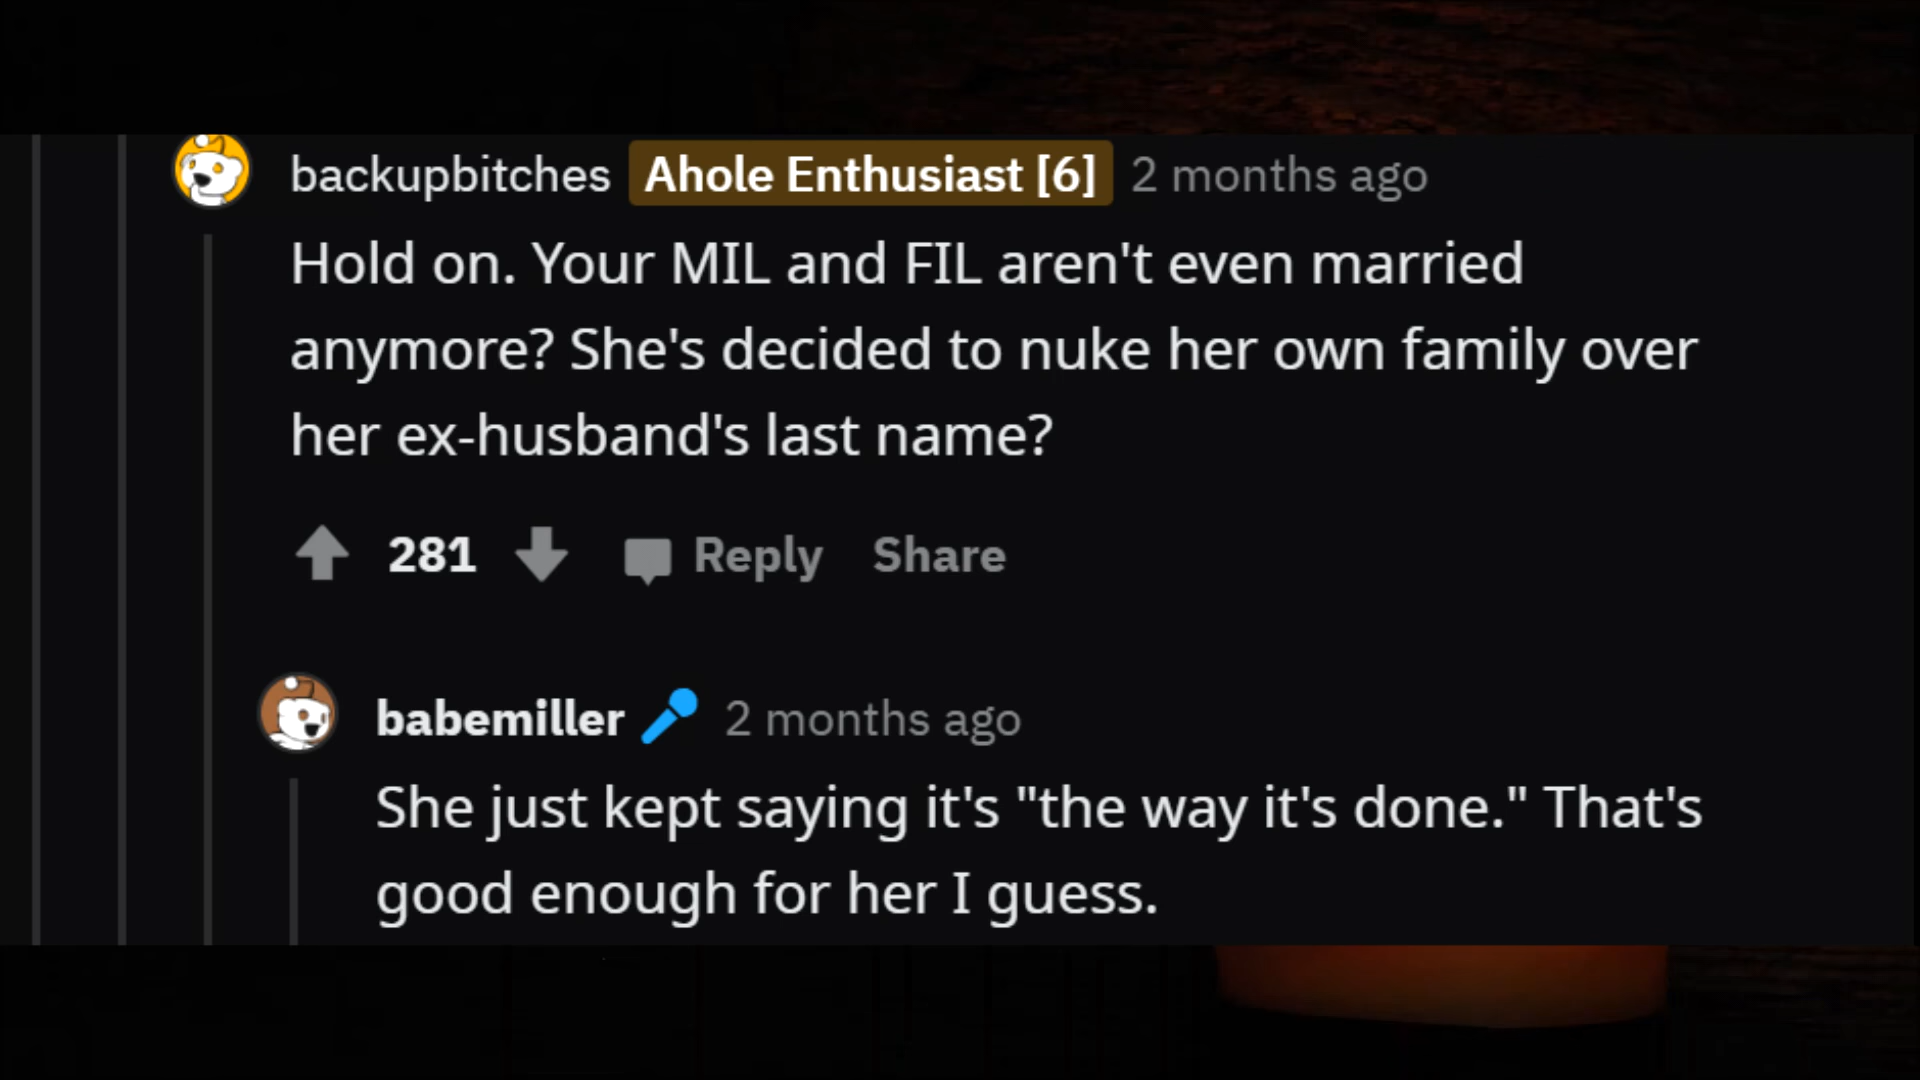 backupbitches Ahole Enthusiast [6] 2 months ago
Hold on. Your MIL and FIL aren't even married
anymore? She's decided to nuke her own family over
her ex-husband's last name?
281 Reply Share
babemiller 2 months ago
She just kept saying it's "the way it's done." That's
good enough for her I guess.